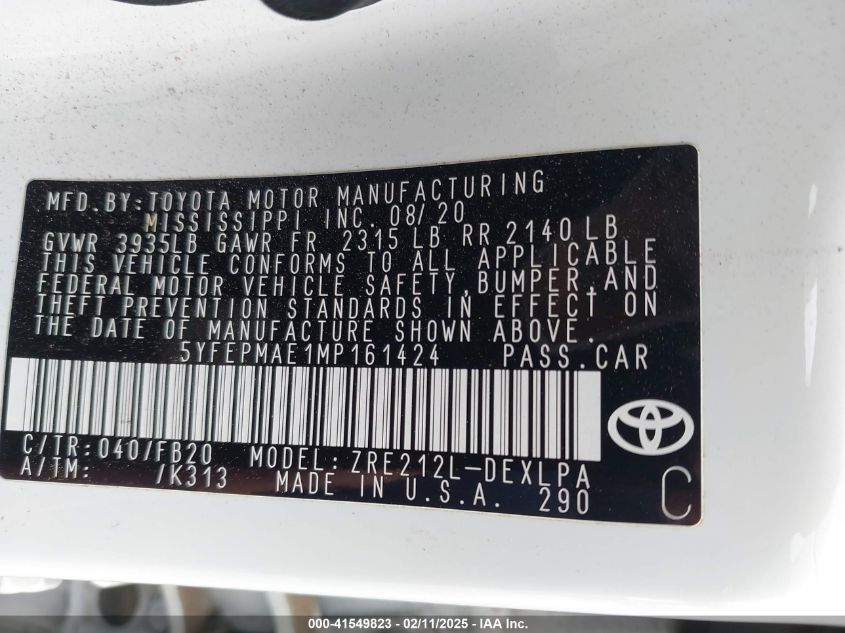 MFD.BY:TOYOTA MOTOR MANUFACTURING
MISSISSIPPI INC. 08/20
GVWR 3935LB GAWR FR 2315 LB RR 2140 LB
THIS VEHICLE CONFORMS TO ALL APPLICABLE
FEDERAL MOTOR VEHICLE SAFETY,BUMPER,AND
THEFT PREVENTION STANDARDS IN EFFECT ON
THE DATE OF MANUFACTURE SHOWN ABOVE.
5YFEPMAE1MP161424 PASS.CAR
C/TR:040/FB20 MODEL:ZRE212L-DEXLPA
A/TM: /K313 MADE IN U.S.A. 290
C
000-41549823 - 02/11/2025 - IAA Inc.